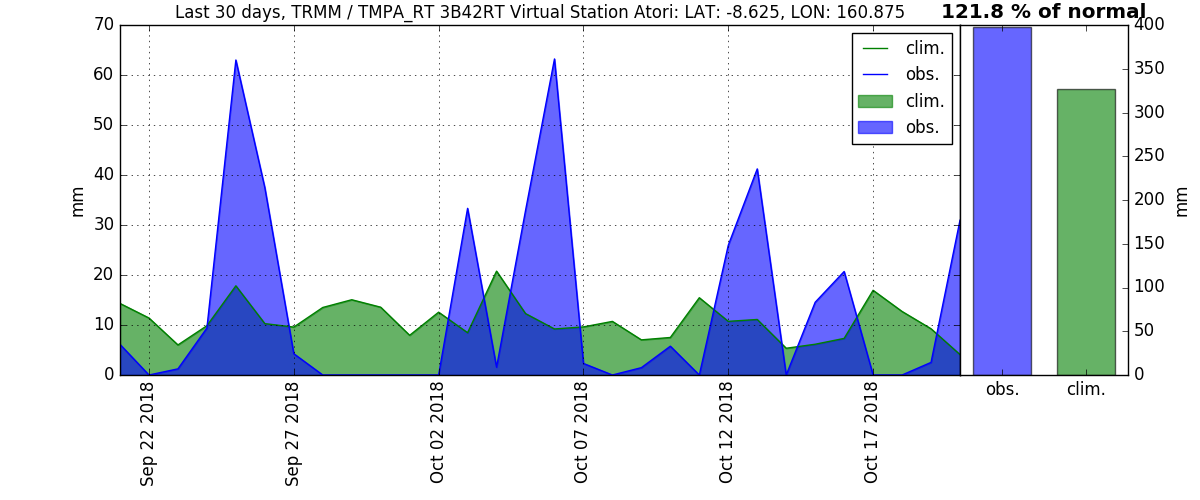 Last 30 days, TRMM / TMPA_RT 3B42RT Virtual Station Atori: LAT: -8.625, LON: 160.875
121.8 % of normal
70
60
50
40
30
20
10
0
mm
clim.
obs.
clim.
obs.
Sep 22 2018
Sep 27 2018
Oct 02 2018
Oct 07 2018
Oct 12 2018
Oct 17 2018
400
350
300
250
200
150
100
50
0
mm
obs.
clim.